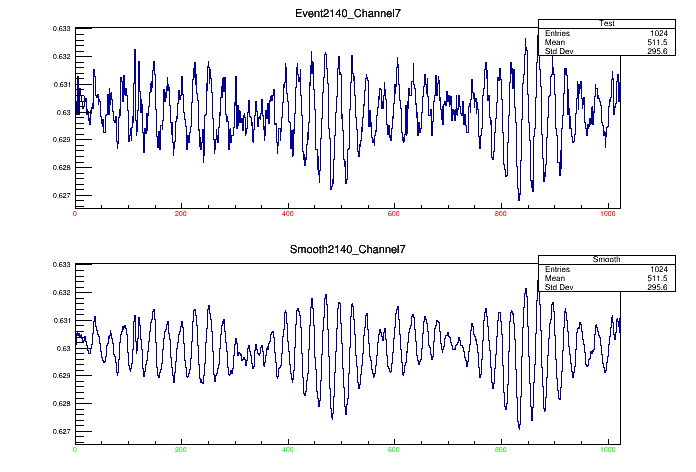 Event2140_Channel7
Test
Entries 1024
Mean 511.5
Std Dev 295.6
0.633
0.632
0.631
0.63
0.629
0.628
0.627
0 200 400 600 800 1000
Smooth2140_Channel7
Smooth
Entries 1024
Mean 511.5
Std Dev 295.6
0.633
0.632
0.631
0.63
0.629
0.628
0.627
0 200 400 600 800 1000